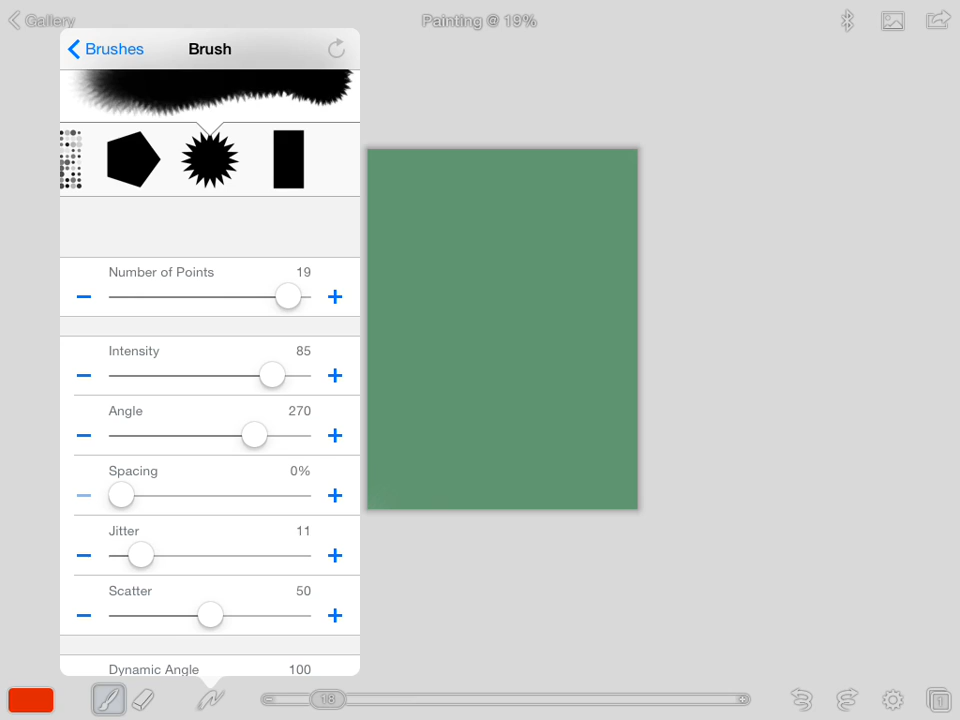 Gallery
Painting @ 19%
Brushes
Brush
Number of Points 19
Intensity 85
Angle 270
Spacing 0%
Jitter 11
Scatter 50
Dynamic Angle 100
18
1